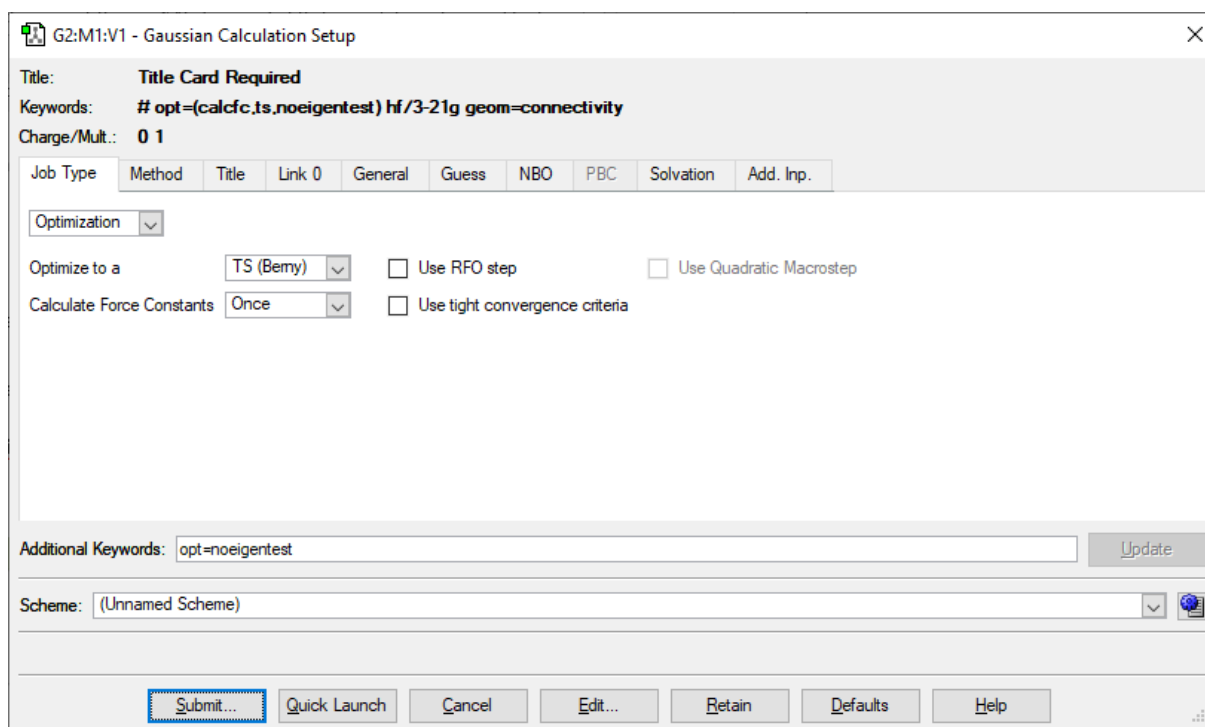 G2:M1:V1 - Gaussian Calculation Setup
Title: Title Card Required
Keywords: # opt=(calcfc,ts,noeigentest) hf/3-21g geom=connectivity
Charge/Mult.: 0 1
Job Type Method Title Link 0 General Guess NBO PBC Solvation Add. Inp.
Optimization
Optimize to a TS (Berny) Use RFO step Use Quadratic Macrostep
Calculate Force Constants Once Use tight convergence criteria
Additional Keywords: opt=noeigentest Update
Scheme: (Unnamed Scheme)
Submit... Quick Launch Cancel Edit... Retain Defaults Help